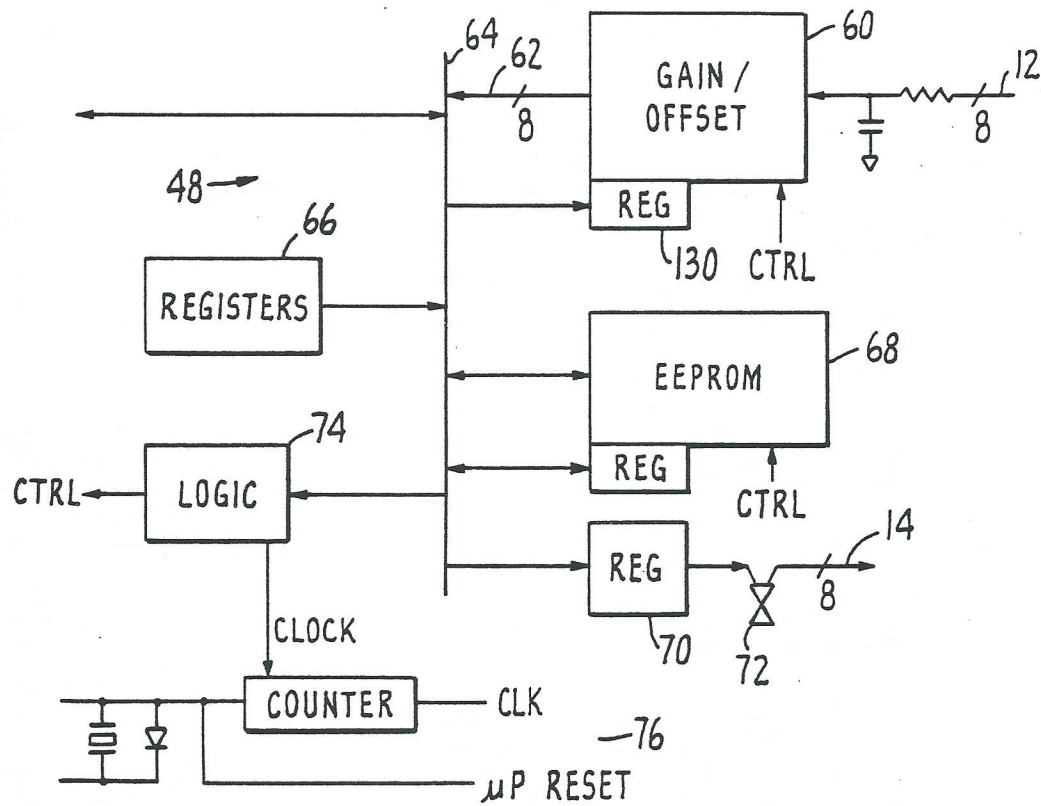 64
62
60
12
GAIN /
OFFSET
8
8
48
REG
66
130
CTRL
REGISTERS
68
EEPROM
74
REG
CTRL
LOGIC
CTRL
14
REG
8
CLOCK
70
72
COUNTER
CLK
76
μP RESET